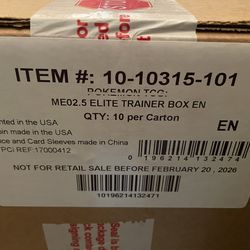 ITEM #: 10-10315-101
POKEMON TCG:
ME02.5 ELITE TRAINER BOX EN
QTY: 10 per Carton
nted in the USA
oin made in the USA
ice and Card Sleeves made in China
TPCi REF:17000412
EN
0 196214 132474
NOT FOR RETAIL SALE BEFORE FEBRUARY 20, 2026
10196214132471